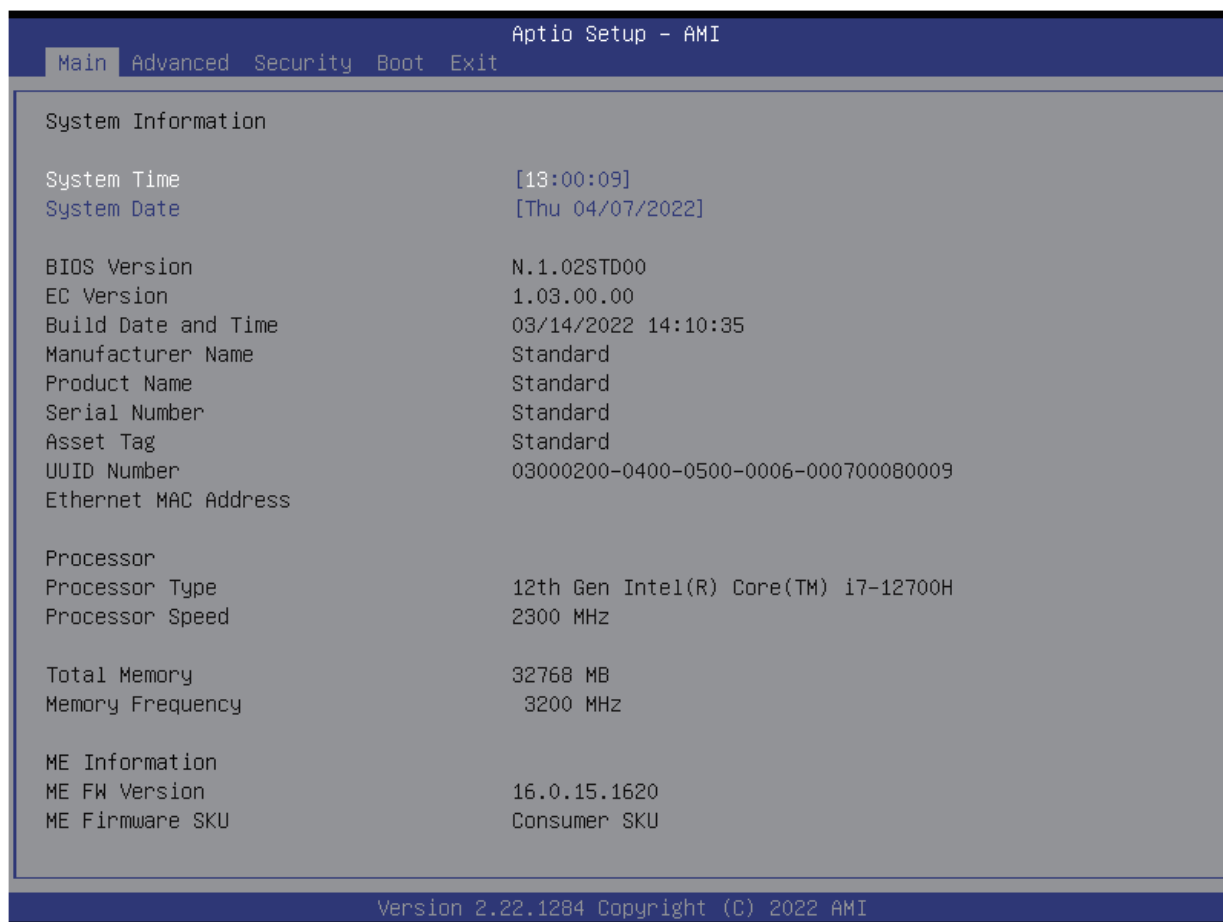 Aptio Setup - AMI
Main Advanced Security Boot Exit
System Information
System Time [13:00:09]
System Date [Thu 04/07/2022]
BIOS Version N.1.02STD00
EC Version 1.03.00.00
Build Date and Time 03/14/2022 14:10:35
Manufacturer Name Standard
Product Name Standard
Serial Number Standard
Asset Tag Standard
UUID Number 03000200-0400-0500-0006-000700080009
Ethernet MAC Address
Processor
Processor Type 12th Gen Intel(R) Core(TM) i7-12700H
Processor Speed 2300 MHz
Total Memory 32768 MB
Memory Frequency 3200 MHz
ME Information
ME FW Version 16.0.15.1620
ME Firmware SKU Consumer SKU
Version 2.22.1284 Copyright (C) 2022 AMI